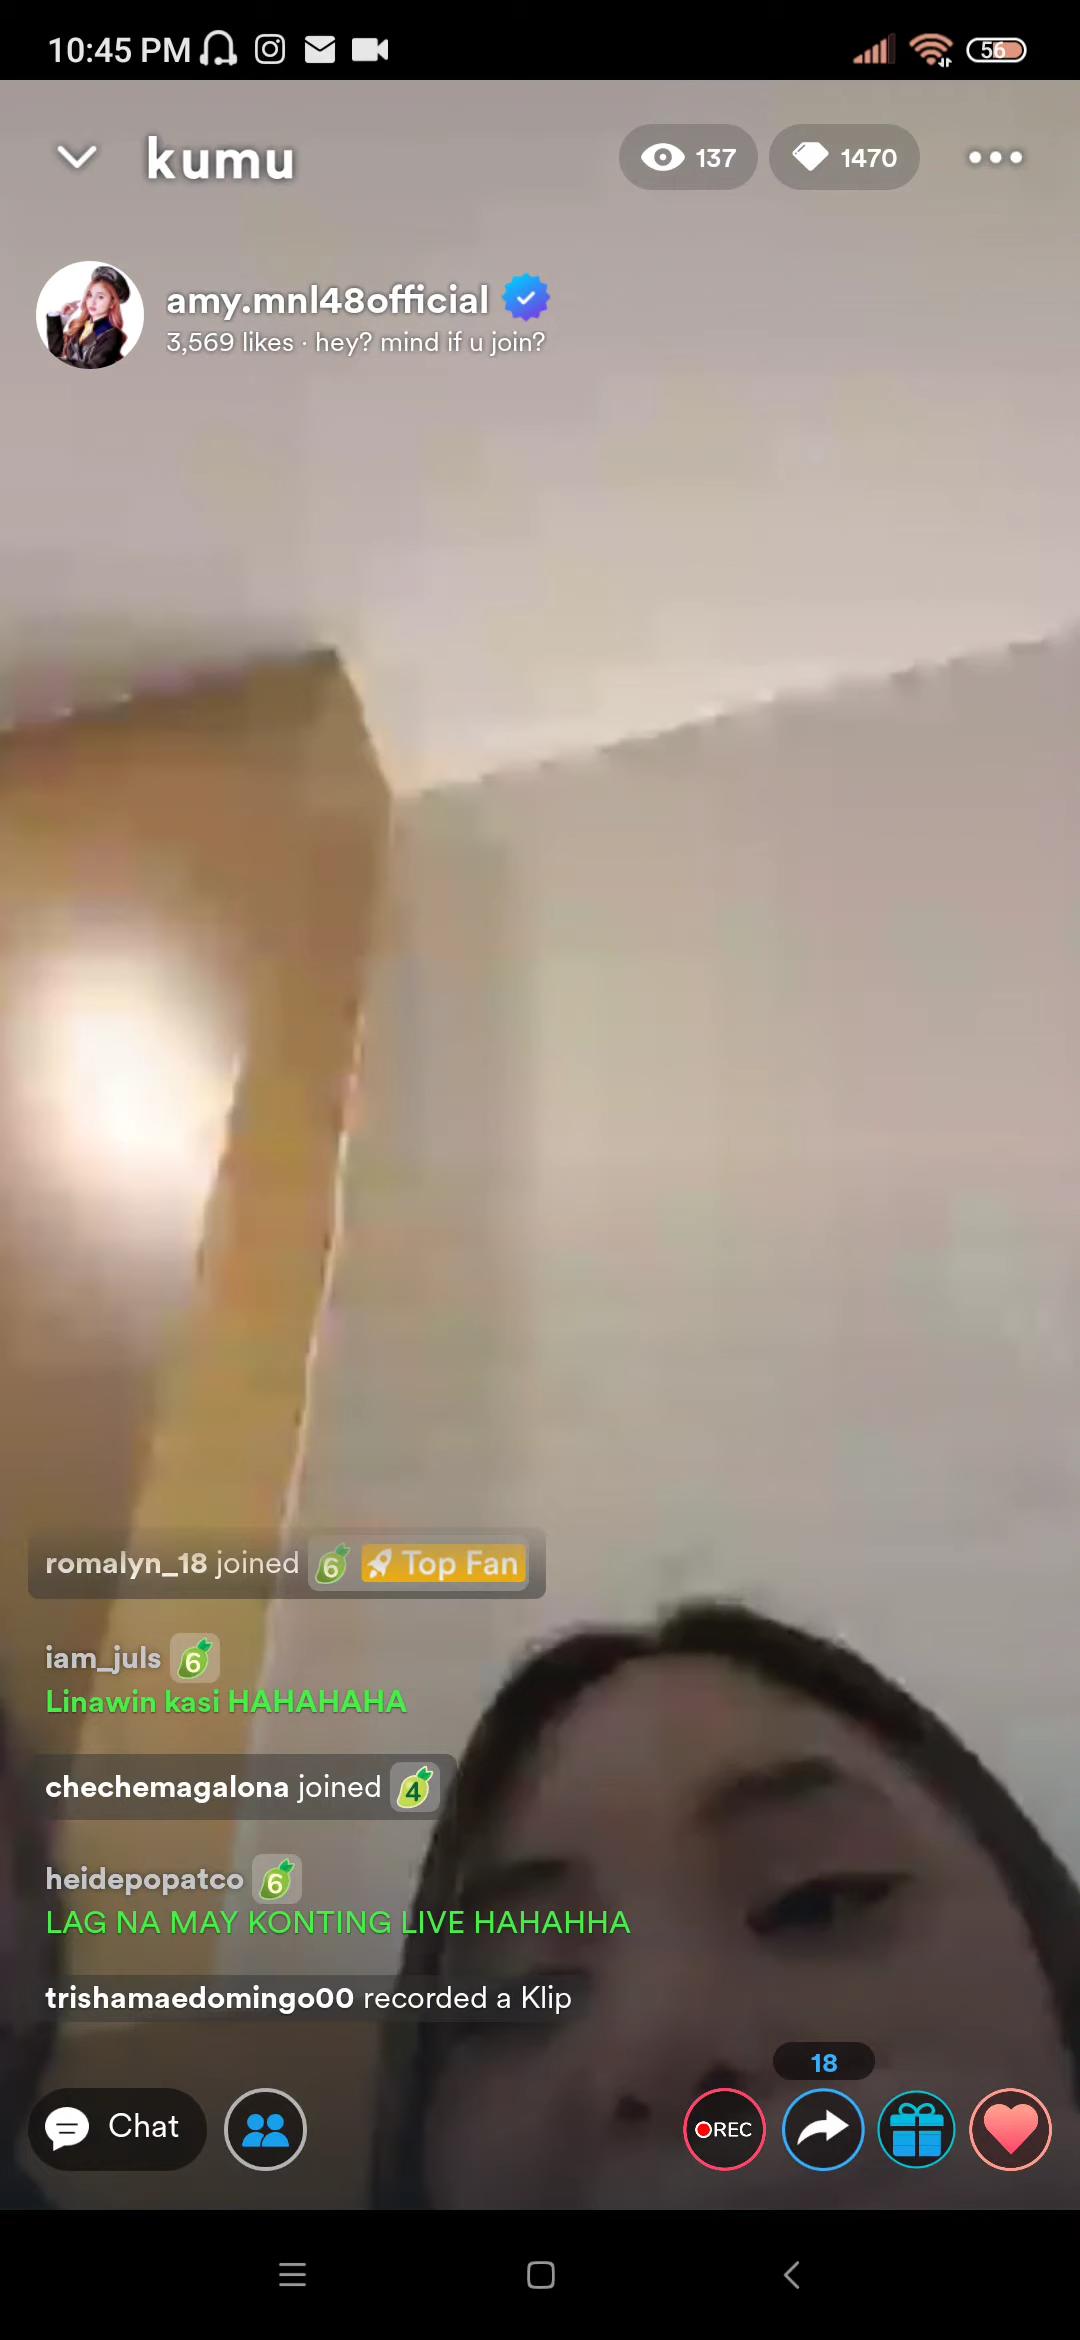 10:45 PM 56
kumu 137 1470
amy.mnl48official
3,569 likes · hey? mind if u join?
romalyn_18 joined 6 Top Fan
iam_juls 6
Linawin kasi HAHAHAHA
chechemagalona joined 4
heidepopatco 6
LAG NA MAY KONTING LIVE HAHAHHA
trishamaedomingo00 recorded a Klip
18
Chat REC